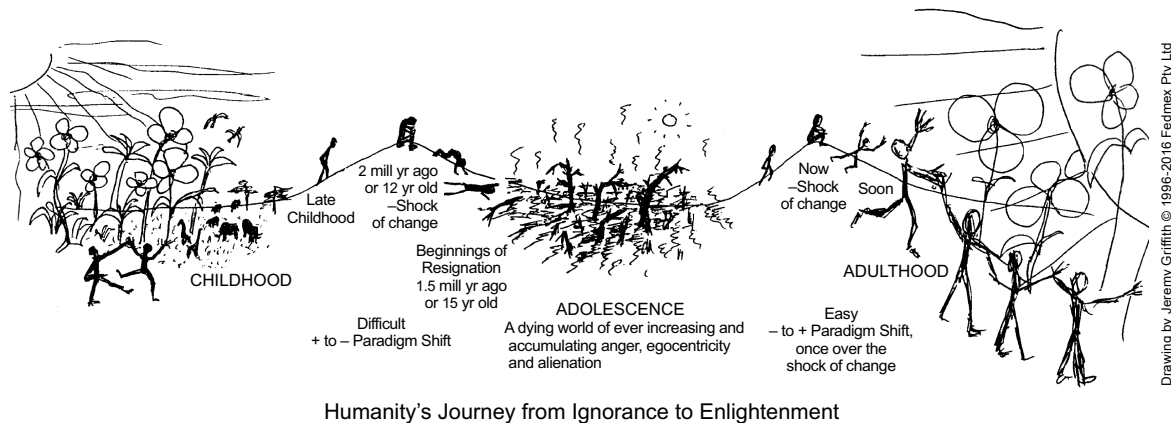 CHILDHOOD
Late
Childhood
2 mill yr ago
or 12 yr old
–Shock
of change
Beginnings of
Resignation
1.5 mill yr ago
or 15 yr old
Difficult
+ to – Paradigm Shift
ADOLESCENCE
A dying world of ever increasing and
accumulating anger, egocentricity
and alienation
Now
–Shock
of change
Soon
ADULTHOOD
Easy
– to + Paradigm Shift,
once over the
shock of change
Drawing by Jeremy Griffith © 1996-2016 Fedmex Pty Ltd
Humanity’s Journey from Ignorance to Enlightenment